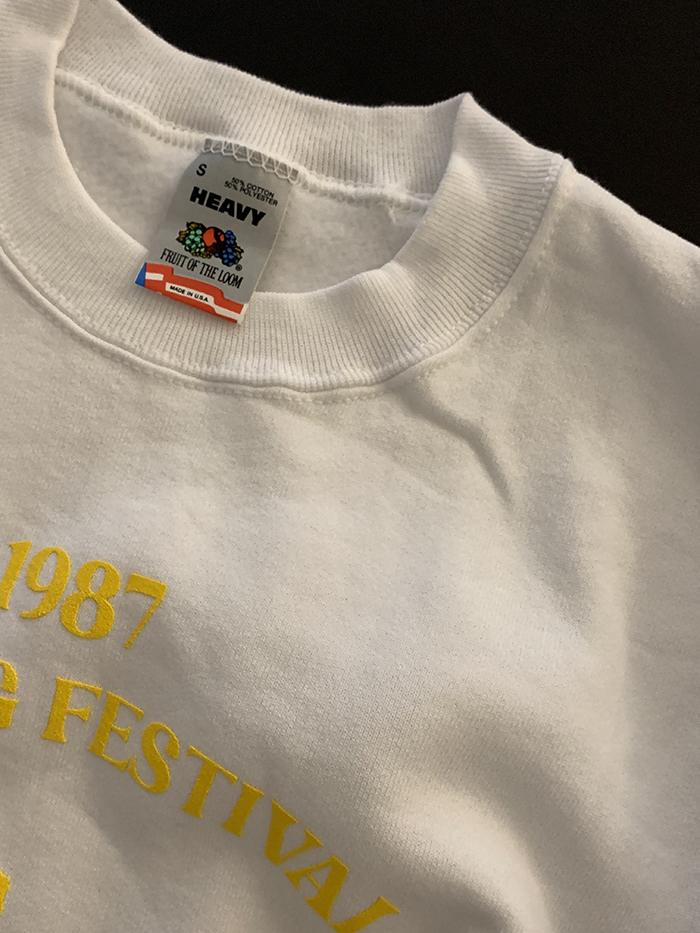 S
50% COTTON
50% POLYESTER
HEAVY
FRUIT OF THE LOOM
®
MADE IN U.S.A.
1987
G FESTIVAL